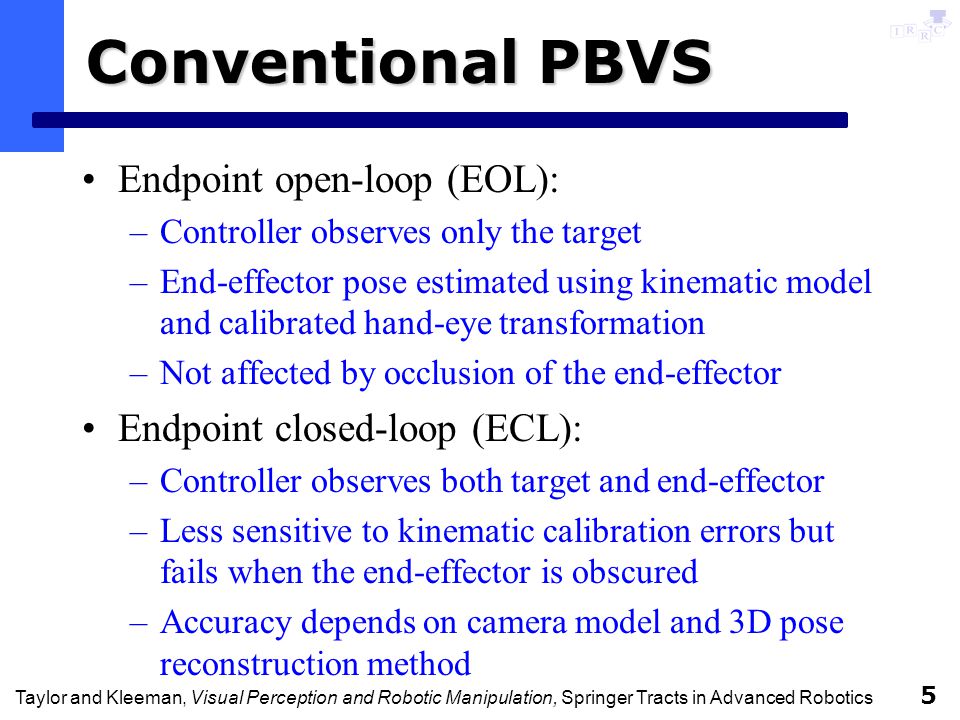 Conventional PBVS
• Endpoint open-loop (EOL):
–Controller observes only the target
–End-effector pose estimated using kinematic model
and calibrated hand-eye transformation
–Not affected by occlusion of the end-effector
• Endpoint closed-loop (ECL):
–Controller observes both target and end-effector
–Less sensitive to kinematic calibration errors but
fails when the end-effector is obscured
–Accuracy depends on camera model and 3D pose
reconstruction method
Taylor and Kleeman, Visual Perception and Robotic Manipulation, Springer Tracts in Advanced Robotics
5
I R R C